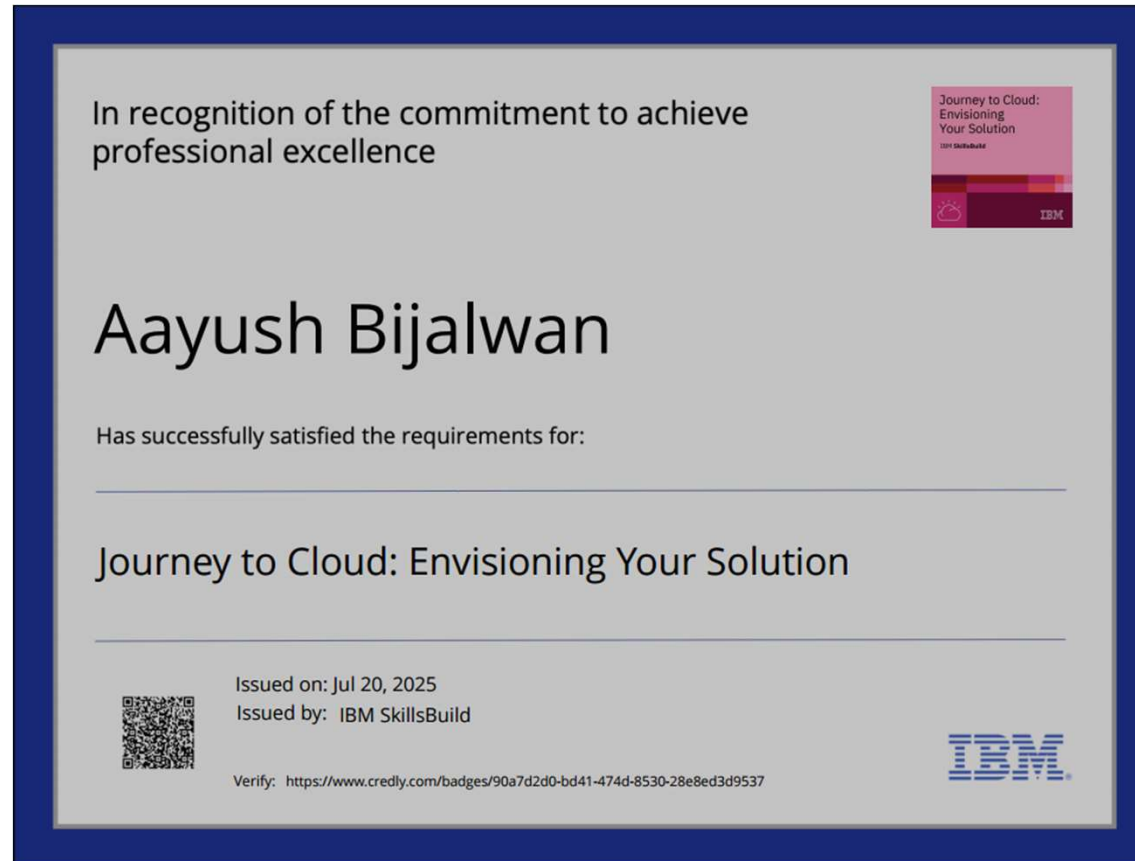 In recognition of the commitment to achieve
professional excellence
Journey to Cloud:
Envisioning
Your Solution
IBM SkillsBuild
IBM
Aayush Bijalwan
Has successfully satisfied the requirements for:
Journey to Cloud: Envisioning Your Solution
Issued on: Jul 20, 2025
Issued by: IBM SkillsBuild
Verify: https://www.credly.com/badges/90a7d2d0-bd41-474d-8530-28e8ed3d9537
IBM.